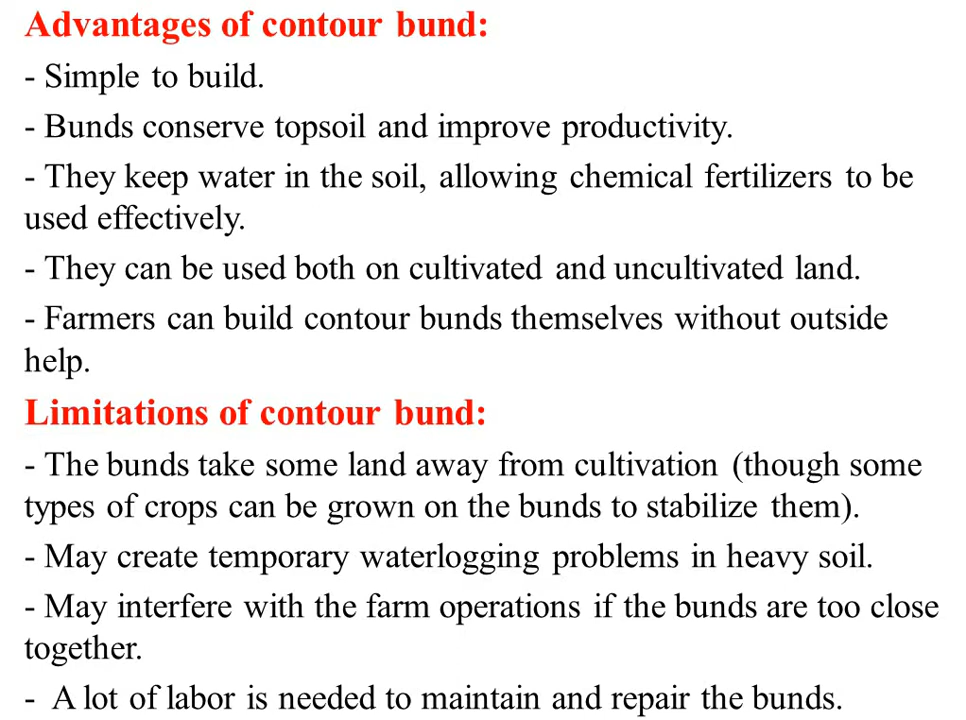 Advantages of contour bund:
- Simple to build.
- Bunds conserve topsoil and improve productivity.
- They keep water in the soil, allowing chemical fertilizers to be
used effectively.
- They can be used both on cultivated and uncultivated land.
- Farmers can build contour bunds themselves without outside
help.
Limitations of contour bund:
- The bunds take some land away from cultivation (though some
types of crops can be grown on the bunds to stabilize them).
- May create temporary waterlogging problems in heavy soil.
- May interfere with the farm operations if the bunds are too close
together.
-  A lot of labor is needed to maintain and repair the bunds.